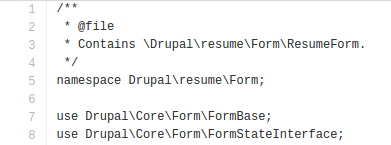 1 /**
2  * @file
3  * Contains \Drupal\resume\Form\ResumeForm.
4  */
5 namespace Drupal\resume\Form;
6
7 use Drupal\Core\Form\FormBase;
8 use Drupal\Core\Form\FormStateInterface;